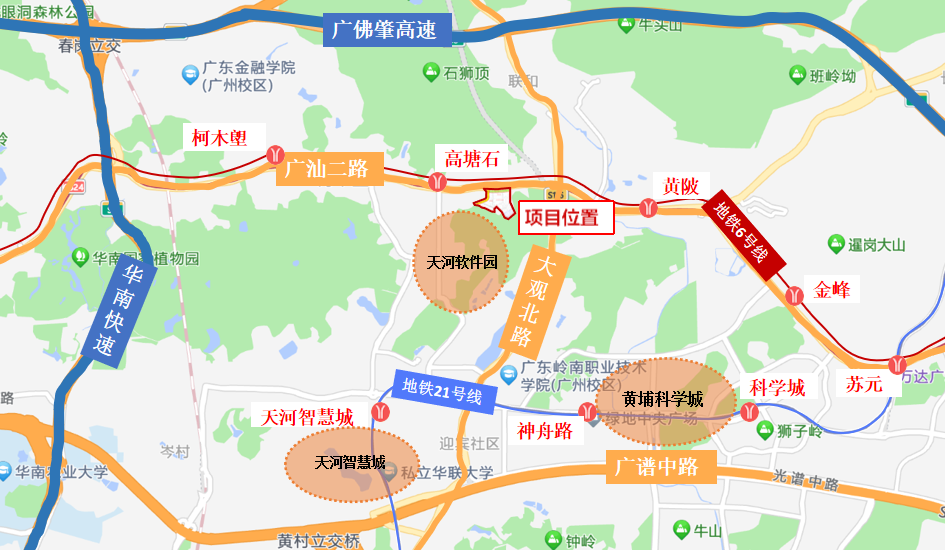 眼洞森林公园
广佛肇高速
牛头山
春岗立交
广东金融学院
(广州校区)
石狮顶
联和
班岭坳
柯木塱
广汕二路
高塘石
黄陂
项目位置
地铁6号线
暹岗大山
华南国家植物园
天河软件园
大观北路
华南快速
金峰
广东岭南职业技术
学院(广州校区)
地铁21号线
黄埔科学城
科学城
苏元
万达广
路
天河智慧城
神舟路
绿地中央广场
狮子岭
岑村
迎宾社区
天河智慧城
私立华联大学
广谱中路
光谱中路
华南农业大学
黄村立交桥
钟岭
牛山